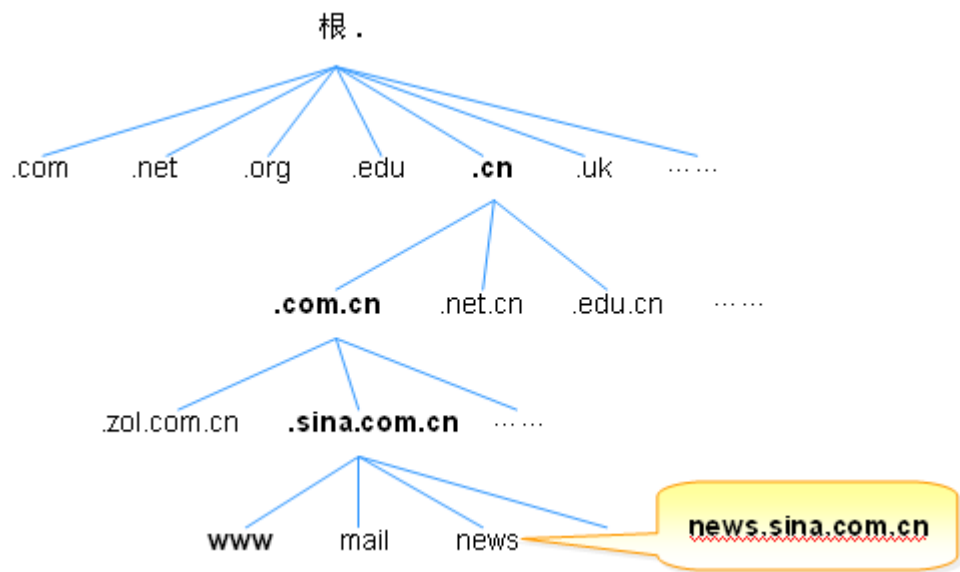 根 .
.com .net .org .edu .cn .uk ……
.com.cn .net.cn .edu.cn ……
.zol.com.cn .sina.com.cn ……
www mail news
news.sina.com.cn